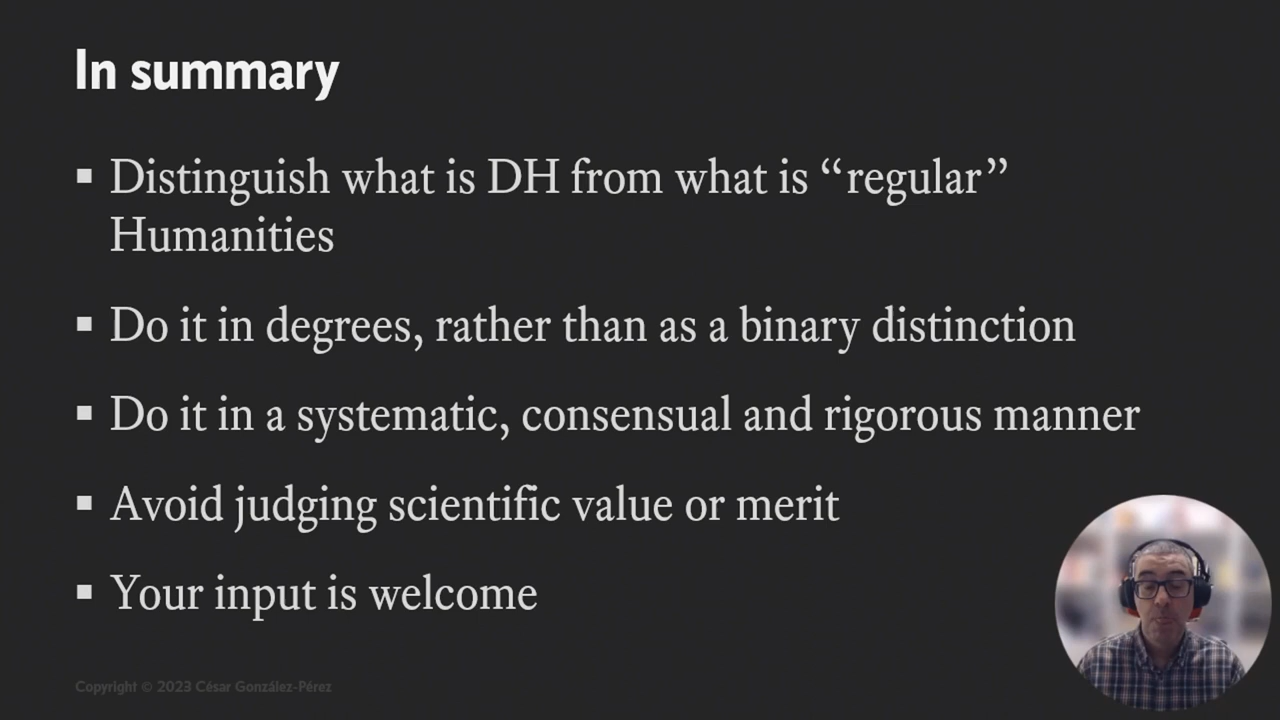 In summary
▪ Distinguish what is DH from what is “regular”
Humanities
▪ Do it in degrees, rather than as a binary distinction
▪ Do it in a systematic, consensual and rigorous manner
▪ Avoid judging scientific value or merit
▪ Your input is welcome
Copyright © 2023 César González-Pérez